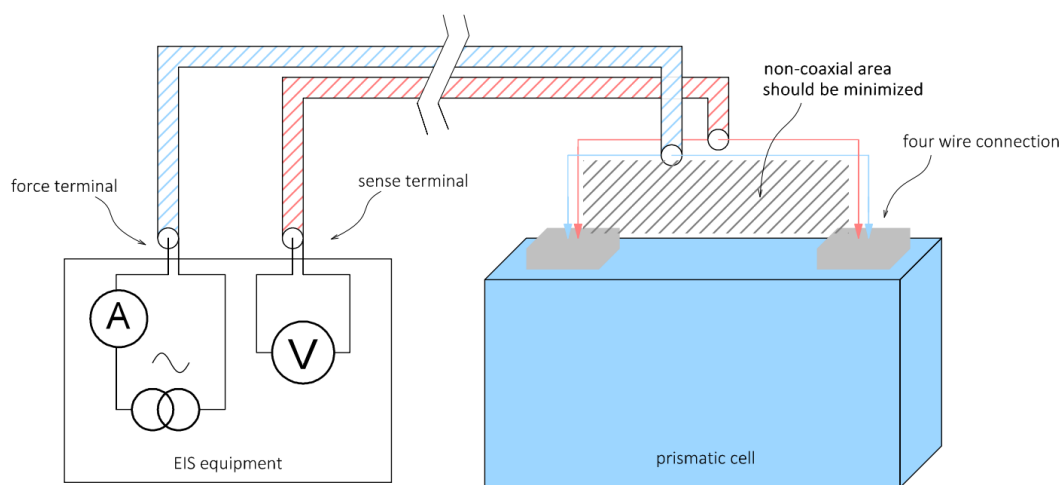 non-coaxial area
should be minimized
four wire connection
force terminal
sense terminal
A
V
EIS equipment
prismatic cell